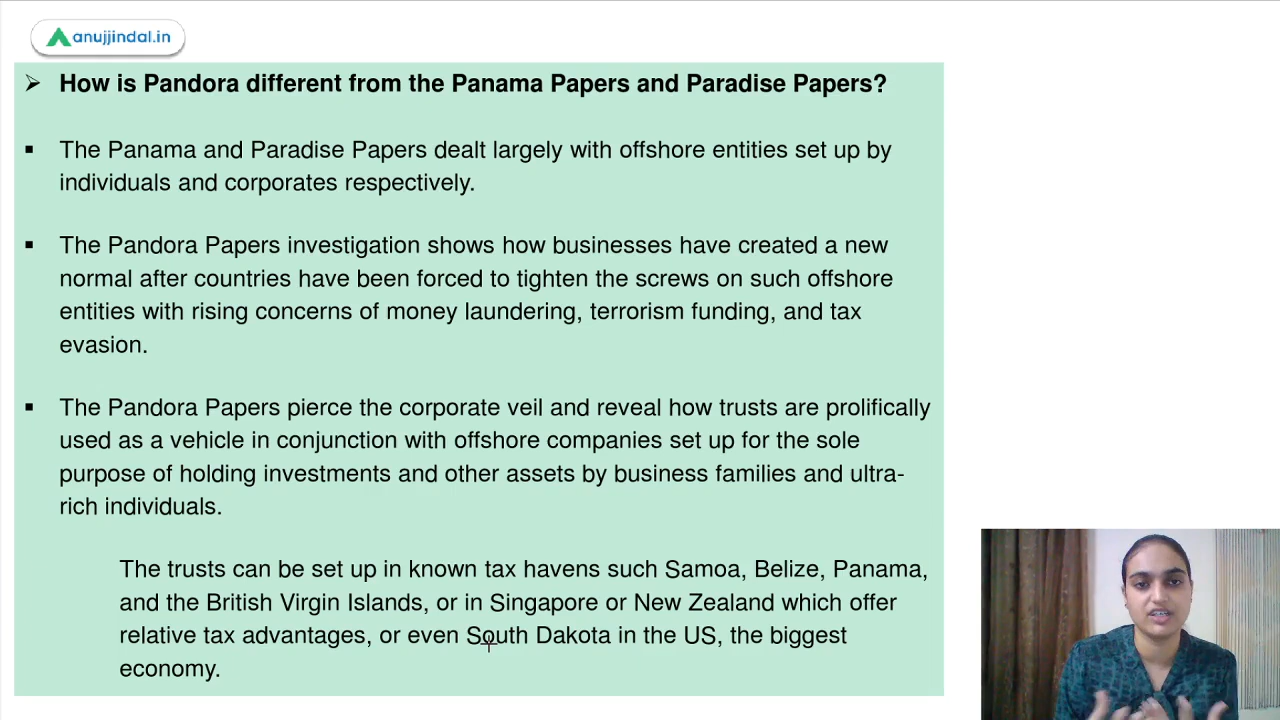 anujjindal.in
➢ How is Pandora different from the Panama Papers and Paradise Papers?
▪ The Panama and Paradise Papers dealt largely with offshore entities set up by
individuals and corporates respectively.
▪ The Pandora Papers investigation shows how businesses have created a new
normal after countries have been forced to tighten the screws on such offshore
entities with rising concerns of money laundering, terrorism funding, and tax
evasion.
▪ The Pandora Papers pierce the corporate veil and reveal how trusts are prolifically
used as a vehicle in conjunction with offshore companies set up for the sole
purpose of holding investments and other assets by business families and ultra-
rich individuals.
The trusts can be set up in known tax havens such Samoa, Belize, Panama,
and the British Virgin Islands, or in Singapore or New Zealand which offer
relative tax advantages, or even South Dakota in the US, the biggest
economy.